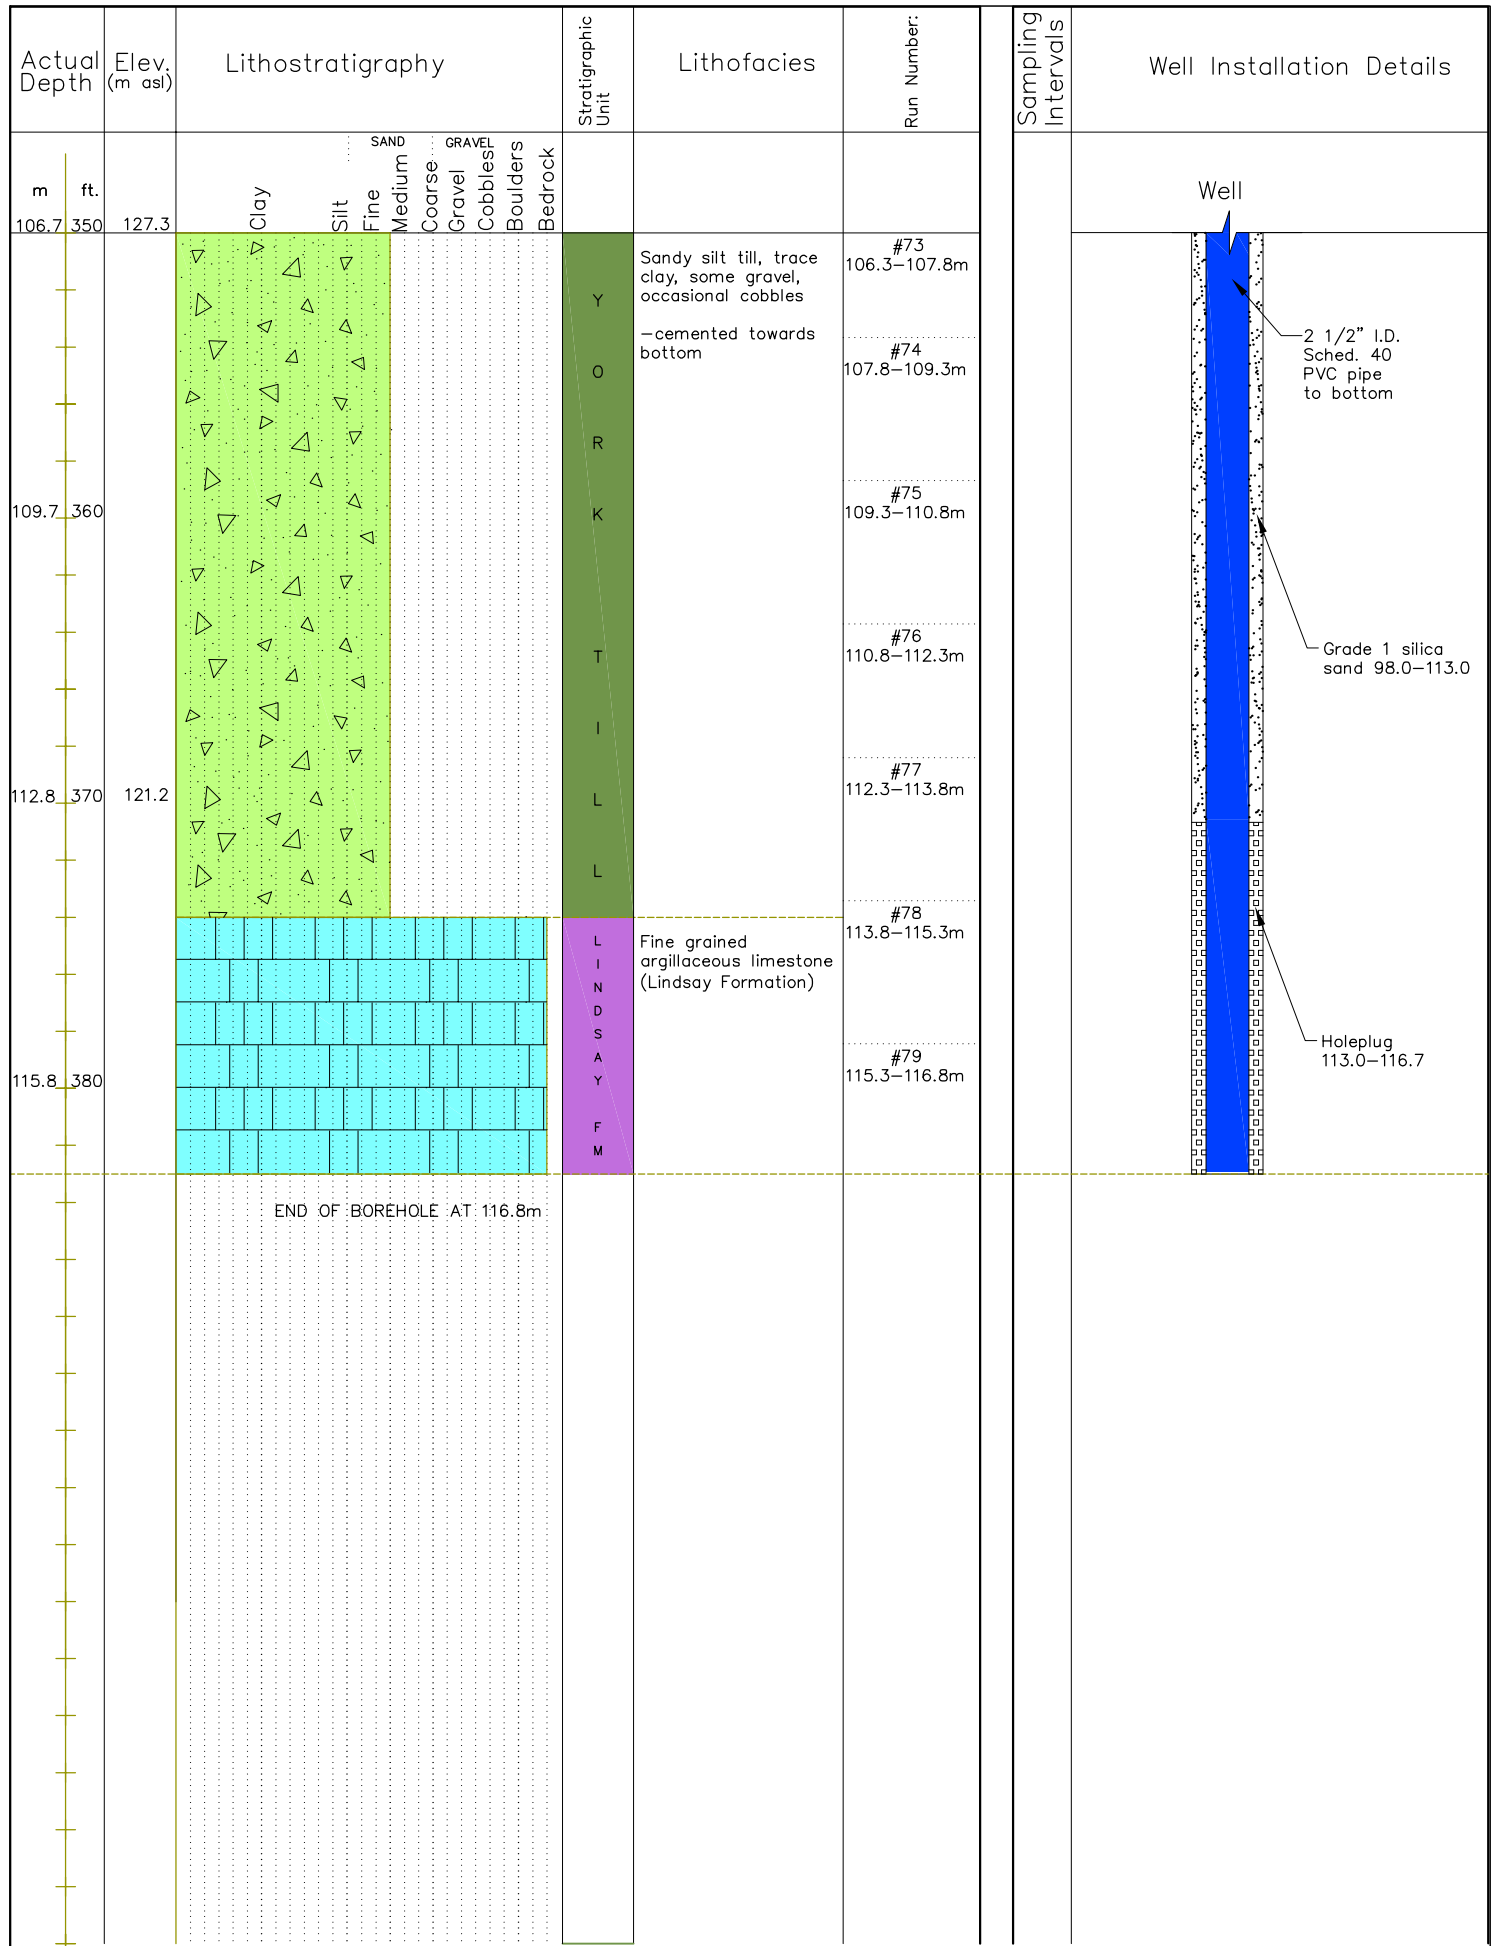 Actual
Depth
Elev.
(m asl)
Lithostratigraphy
Stratigraphic
Unit
Lithofacies
Run Number:
Sampling
Intervals
Well Installation Details
SAND
GRAVEL
m
ft.
Clay
Silt
Fine
Medium
Coarse
Gravel
Cobbles
Boulders
Bedrock
Well
106.7 350
127.3
YORK TILL
Sandy silt till, trace
clay, some gravel,
occasional cobbles
–cemented towards
bottom
#73
106.3–107.8m
#74
107.8–109.3m
2 1/2" I.D.
Sched. 40
PVC pipe
to bottom
109.7 360
#75
109.3–110.8m
#76
110.8–112.3m
Grade 1 silica
sand 98.0–113.0
112.8 370
121.2
#77
112.3–113.8m
#78
113.8–115.3m
LINDSAY FM
Fine grained
argillaceous limestone
(Lindsay Formation)
115.8 380
#79
115.3–116.8m
Holeplug
113.0–116.7
END OF BOREHOLE AT 116.8m